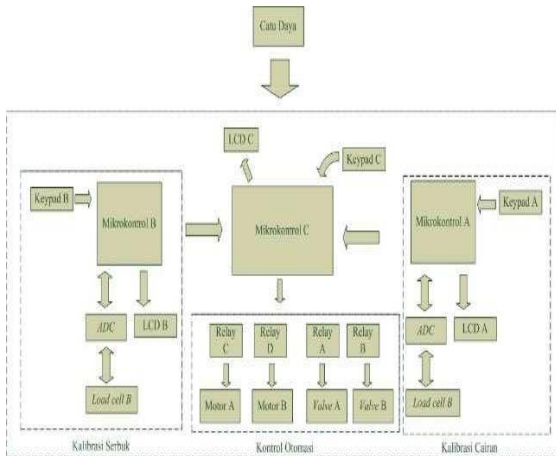 Catu Daya
LCD C
Keypad C
Keypad B
Mikrokontrol B
Mikrokontrol C
Mikrokontrol A
Keypad A
ADC
LCD B
Relay C
Relay D
Relay A
Relay B
ADC
LCD A
Load cell B
Motor A
Motor B
Valve A
Valve B
Load cell B
Kalibrasi Serbuk
Kontrol Otomasi
Kalibrasi Cairan